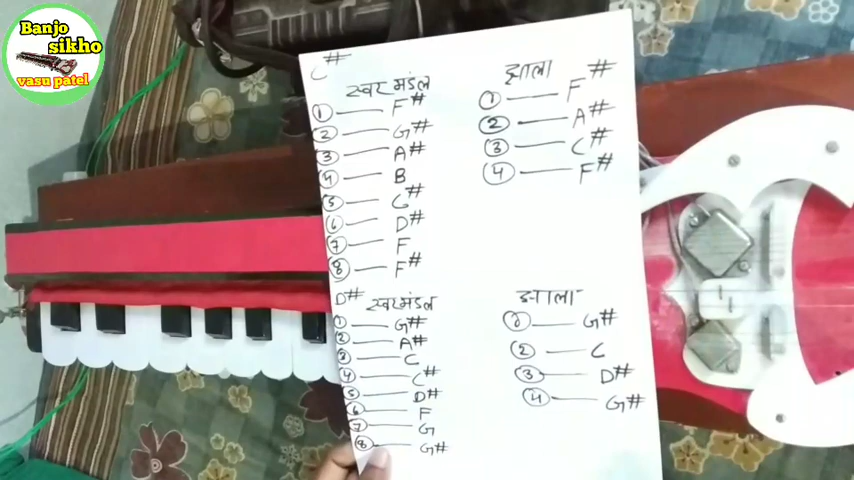 Banjo
sikho
vasu patel
C#
स्वर मंडल
1 — F#
2 — G#
3 — A#
4 — B
5 — C#
6 — D#
7 — F
8 — F#
झाला
1 — F#
2 — A#
3 — C#
4 — F#
D# स्वरमंडल
1 — G#
2 — A#
3 — C
4 — C#
5 — D#
6 — F
7 — G
8 — G#
झाला
1 — G#
2 — C
3 — D#
4 — G#